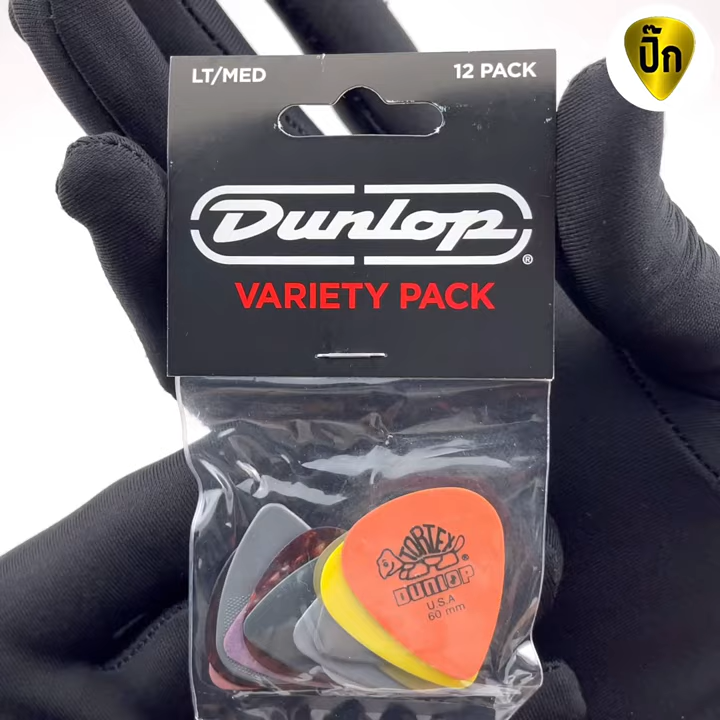 LT/MED
12 PACK
ปิ๊ก
Dunlop®
VARIETY PACK
TORTEX®
DUNLOP
U.S.A
60 mm